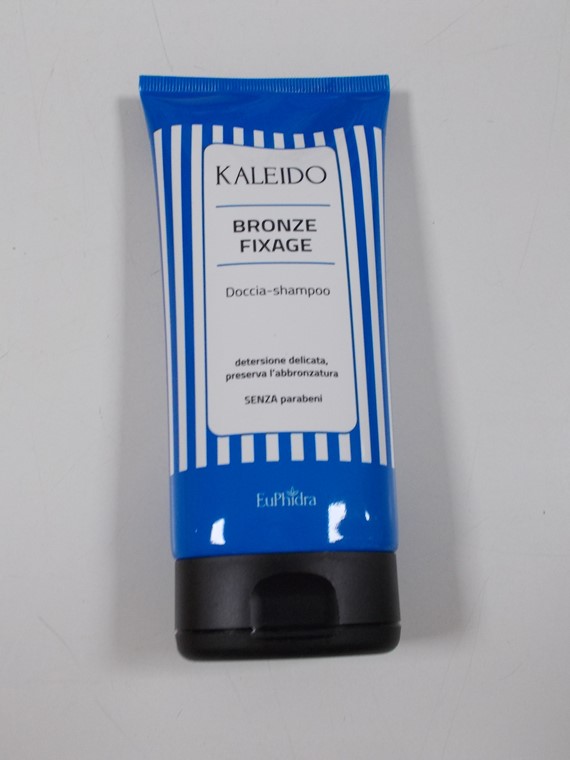 KALEIDO
BRONZE
FIXAGE
Doccia-shampoo
detersione delicata,
preserva l'abbronzatura
SENZA parabeni
EuPhidra